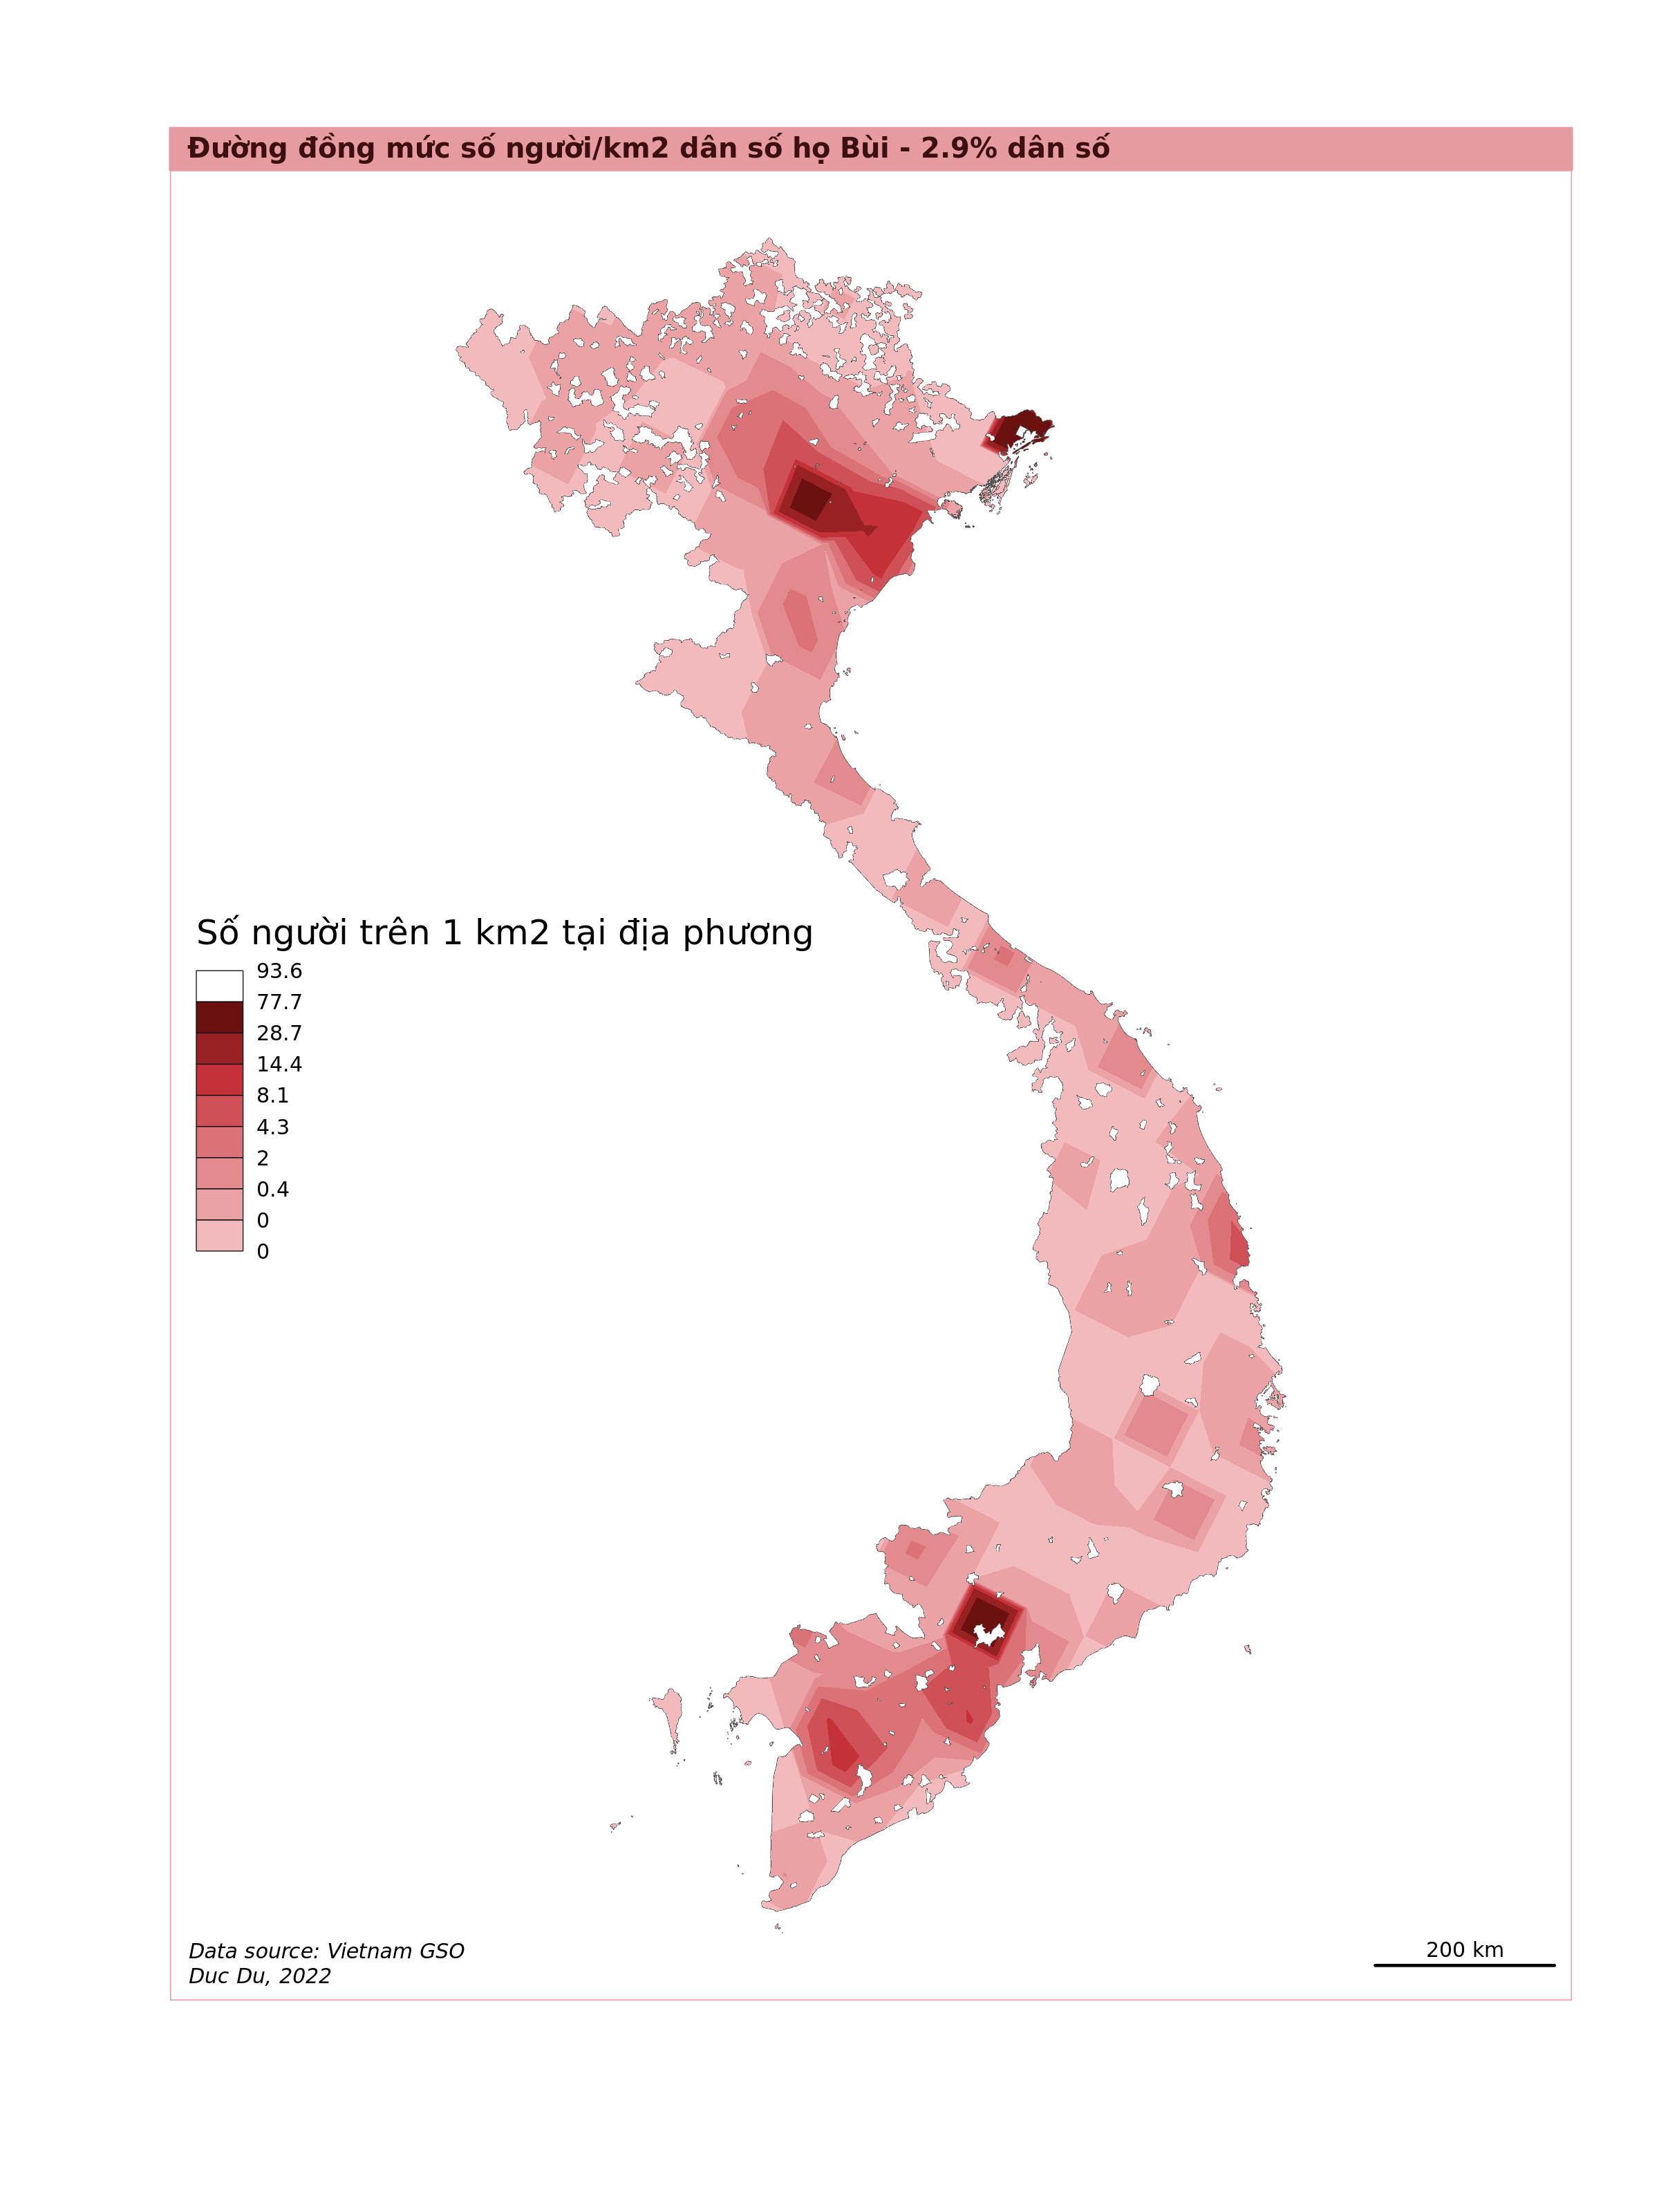 Đường đồng mức số người/km2 dân số họ Bùi - 2.9% dân số
Số người trên 1 km2 tại địa phương
93.6
77.7
28.7
14.4
8.1
4.3
2
0.4
0
0
Data source: Vietnam GSO
Duc Du, 2022
200 km